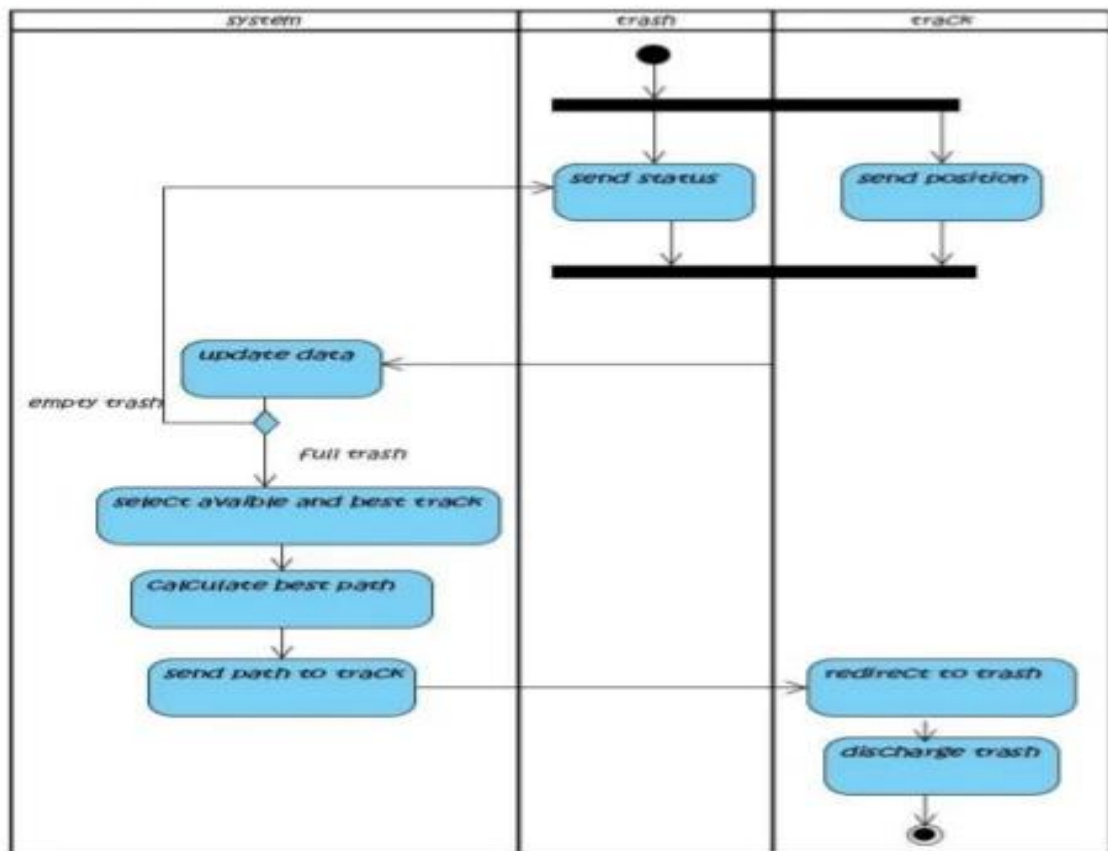 system
trash
track
send status
send position
update data
empty trash
full trash
select avaible and best track
calculate best path
send path to track
redirect to trash
discharge trash